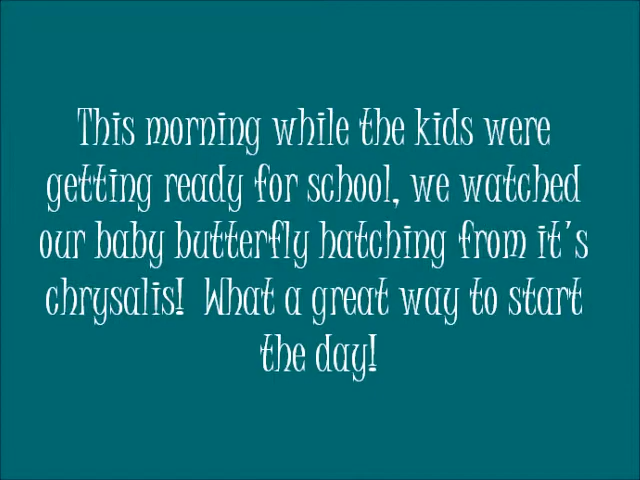 This morning while the kids were
getting ready for school, we watched
our baby butterfly hatching from it's
chrysalis!  What a great way to start
the day!